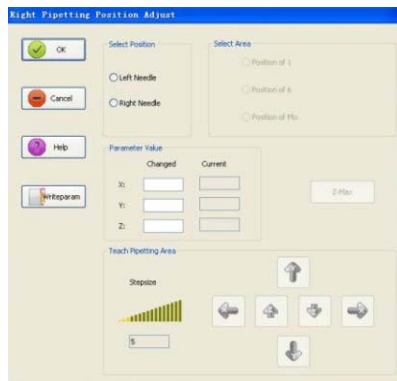 Right Pipetting Position Adjust
OK
Cancel
Help
Writeparam
Select Position
Left Needle
Right Needle
Select Area
Position of 1
Position of 6
Position of Mix
Parameter Value
Changed Current
X:
Y:
Z:
Z-Max
Teach Pipetting Area
Stepsize
5